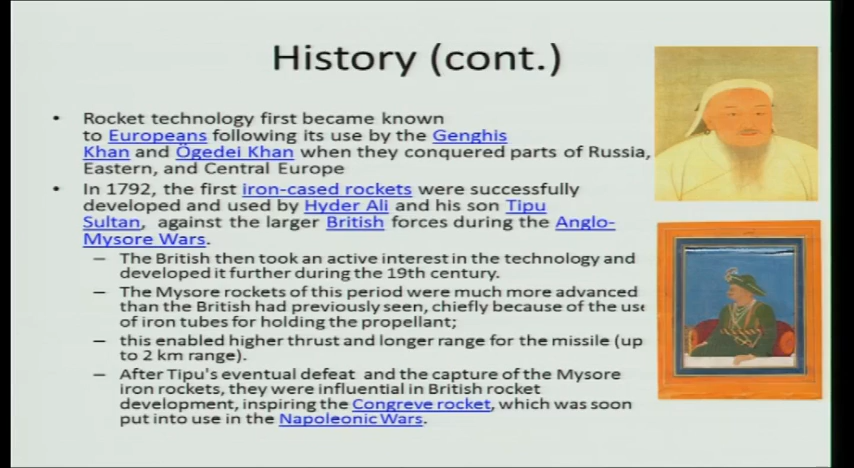 History (cont.)
• Rocket technology first became known
to Europeans following its use by the Genghis
Khan and Ögedei Khan when they conquered parts of Russia,
Eastern, and Central Europe
• In 1792, the first iron-cased rockets were successfully
developed and used by Hyder Ali and his son Tipu
Sultan, against the larger British forces during the Anglo-
Mysore Wars.
– The British then took an active interest in the technology and
developed it further during the 19th century.
– The Mysore rockets of this period were much more advanced
than the British had previously seen, chiefly because of the use
of iron tubes for holding the propellant;
– this enabled higher thrust and longer range for the missile (up
to 2 km range).
– After Tipu's eventual defeat and the capture of the Mysore
iron rockets, they were influential in British rocket
development, inspiring the Congreve rocket, which was soon
put into use in the Napoleonic Wars.